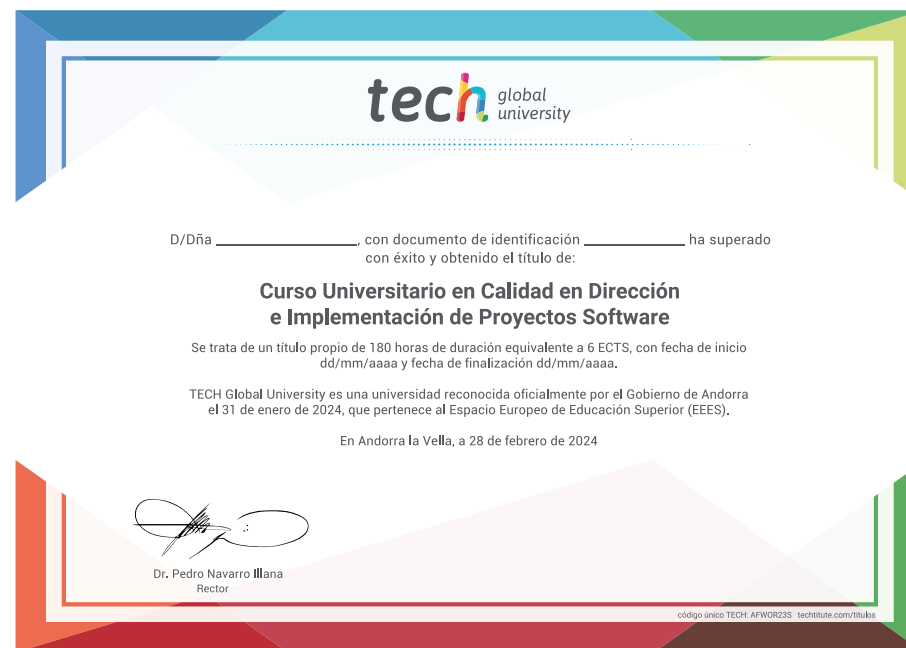 tech global university
D/Dña ____________, con documento de identificación ____________ ha superado
con éxito y obtenido el título de:
Curso Universitario en Calidad en Dirección
e Implementación de Proyectos Software
Se trata de un título propio de 180 horas de duración equivalente a 6 ECTS, con fecha de inicio
dd/mm/aaaa y fecha de finalización dd/mm/aaaa.
TECH Global University es una universidad reconocida oficialmente por el Gobierno de Andorra
el 31 de enero de 2024, que pertenece al Espacio Europeo de Educación Superior (EEES).
En Andorra la Vella, a 28 de febrero de 2024
Dr. Pedro Navarro Illana
Rector
código único TECH: AFWOR23S techtitute.com/titulos